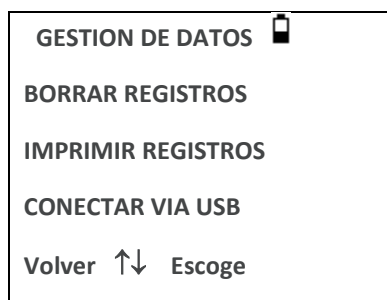 GESTION DE DATOS
BORRAR REGISTROS
IMPRIMIR REGISTROS
CONECTAR VIA USB
Volver ↑↓ Escoge